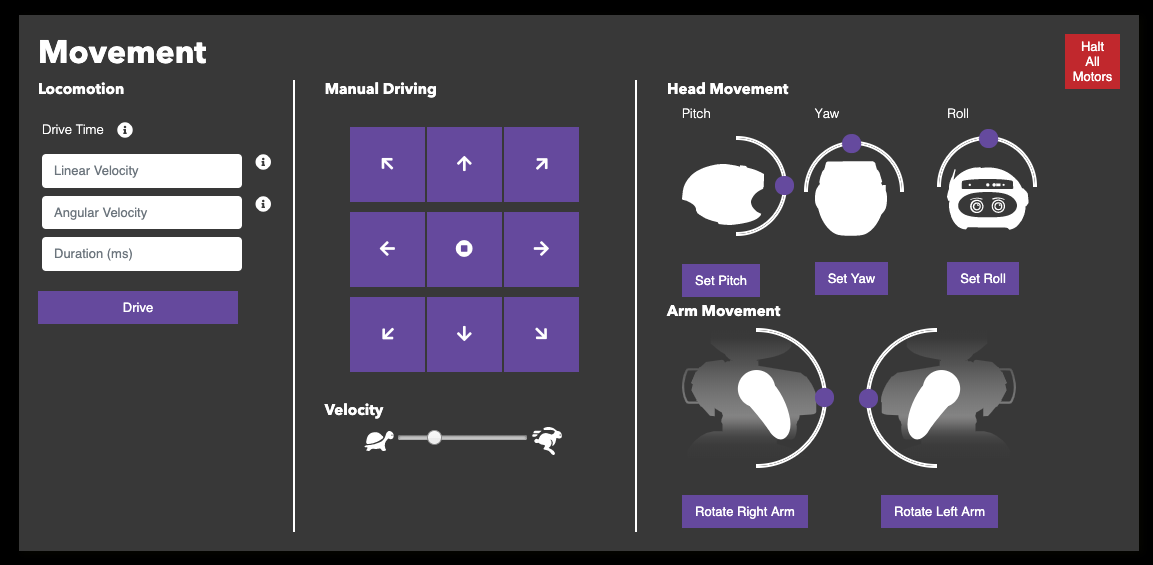 Movement
Halt
All
Motors
Locomotion
Drive Time
Linear Velocity
Angular Velocity
Duration (ms)
Drive
Manual Driving
Velocity
Head Movement
Pitch
Yaw
Roll
Set Pitch
Set Yaw
Set Roll
Arm Movement
Rotate Right Arm
Rotate Left Arm